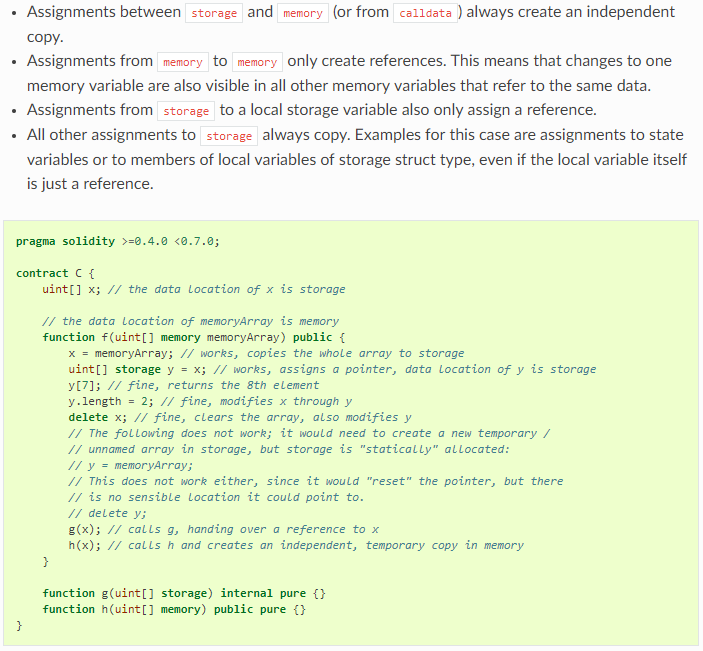 • Assignments between storage and memory (or from calldata) always create an independent
copy.
• Assignments from memory to memory only create references. This means that changes to one
memory variable are also visible in all other memory variables that refer to the same data.
• Assignments from storage to a local storage variable also only assign a reference.
• All other assignments to storage always copy. Examples for this case are assignments to state
variables or to members of local variables of storage struct type, even if the local variable itself
is just a reference.
pragma solidity >=0.4.0 <0.7.0;
contract C {
    uint[] x; // the data location of x is storage
    // the data location of memoryArray is memory
    function f(uint[] memory memoryArray) public {
        x = memoryArray; // works, copies the whole array to storage
        uint[] storage y = x; // works, assigns a pointer, data location of y is storage
        y[7]; // fine, returns the 8th element
        y.length = 2; // fine, modifies x through y
        delete x; // fine, clears the array, also modifies y
        // The following does not work; it would need to create a new temporary /
        // unnamed array in storage, but storage is "statically" allocated:
        // y = memoryArray;
        // This does not work either, since it would "reset" the pointer, but there
        // is no sensible location it could point to.
        // delete y;
        g(x); // calls g, handing over a reference to x
        h(x); // calls h and creates an independent, temporary copy in memory
    }
    function g(uint[] storage) internal pure {}
    function h(uint[] memory) public pure {}
}